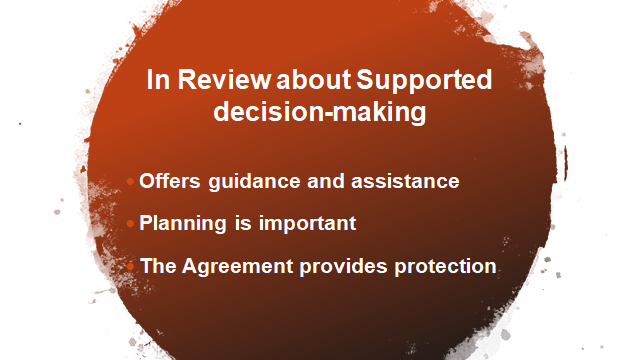 In Review about Supported
decision-making
• Offers guidance and assistance
• Planning is important
• The Agreement provides protection